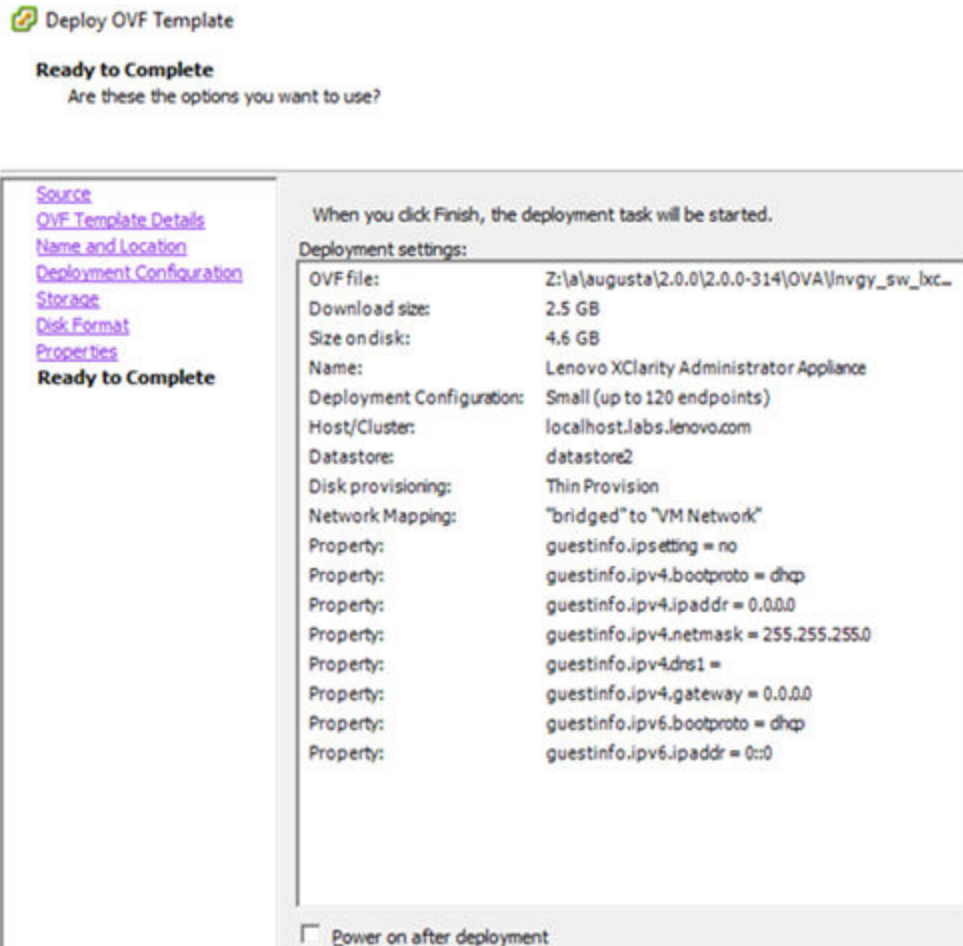 Deploy OVF Template
Ready to Complete
Are these the options you want to use?
Source
OVF Template Details
Name and Location
Deployment Configuration
Storage
Disk Format
Properties
Ready to Complete
When you click Finish, the deployment task will be started.
Deployment settings:
OVF file: Z:\a\augusta\2.0.0\2.0.0-314\OVA\lnvgy_sw_lxc...
Download size: 2.5 GB
Size on disk: 4.6 GB
Name: Lenovo XClarity Administrator Appliance
Deployment Configuration: Small (up to 120 endpoints)
Host/Cluster: localhost.labs.lenovo.com
Datastore: datastore2
Disk provisioning: Thin Provision
Network Mapping: "bridged" to "VM Network"
Property: guestinfo.ipsetting = no
Property: guestinfo.ipv4.bootproto = dhcp
Property: guestinfo.ipv4.ipaddr = 0.0.0.0
Property: guestinfo.ipv4.netmask = 255.255.255.0
Property: guestinfo.ipv4.dns1 =
Property: guestinfo.ipv4.gateway = 0.0.0.0
Property: guestinfo.ipv6.bootproto = dhcp
Property: guestinfo.ipv6.ipaddr = 0::0
Power on after deployment